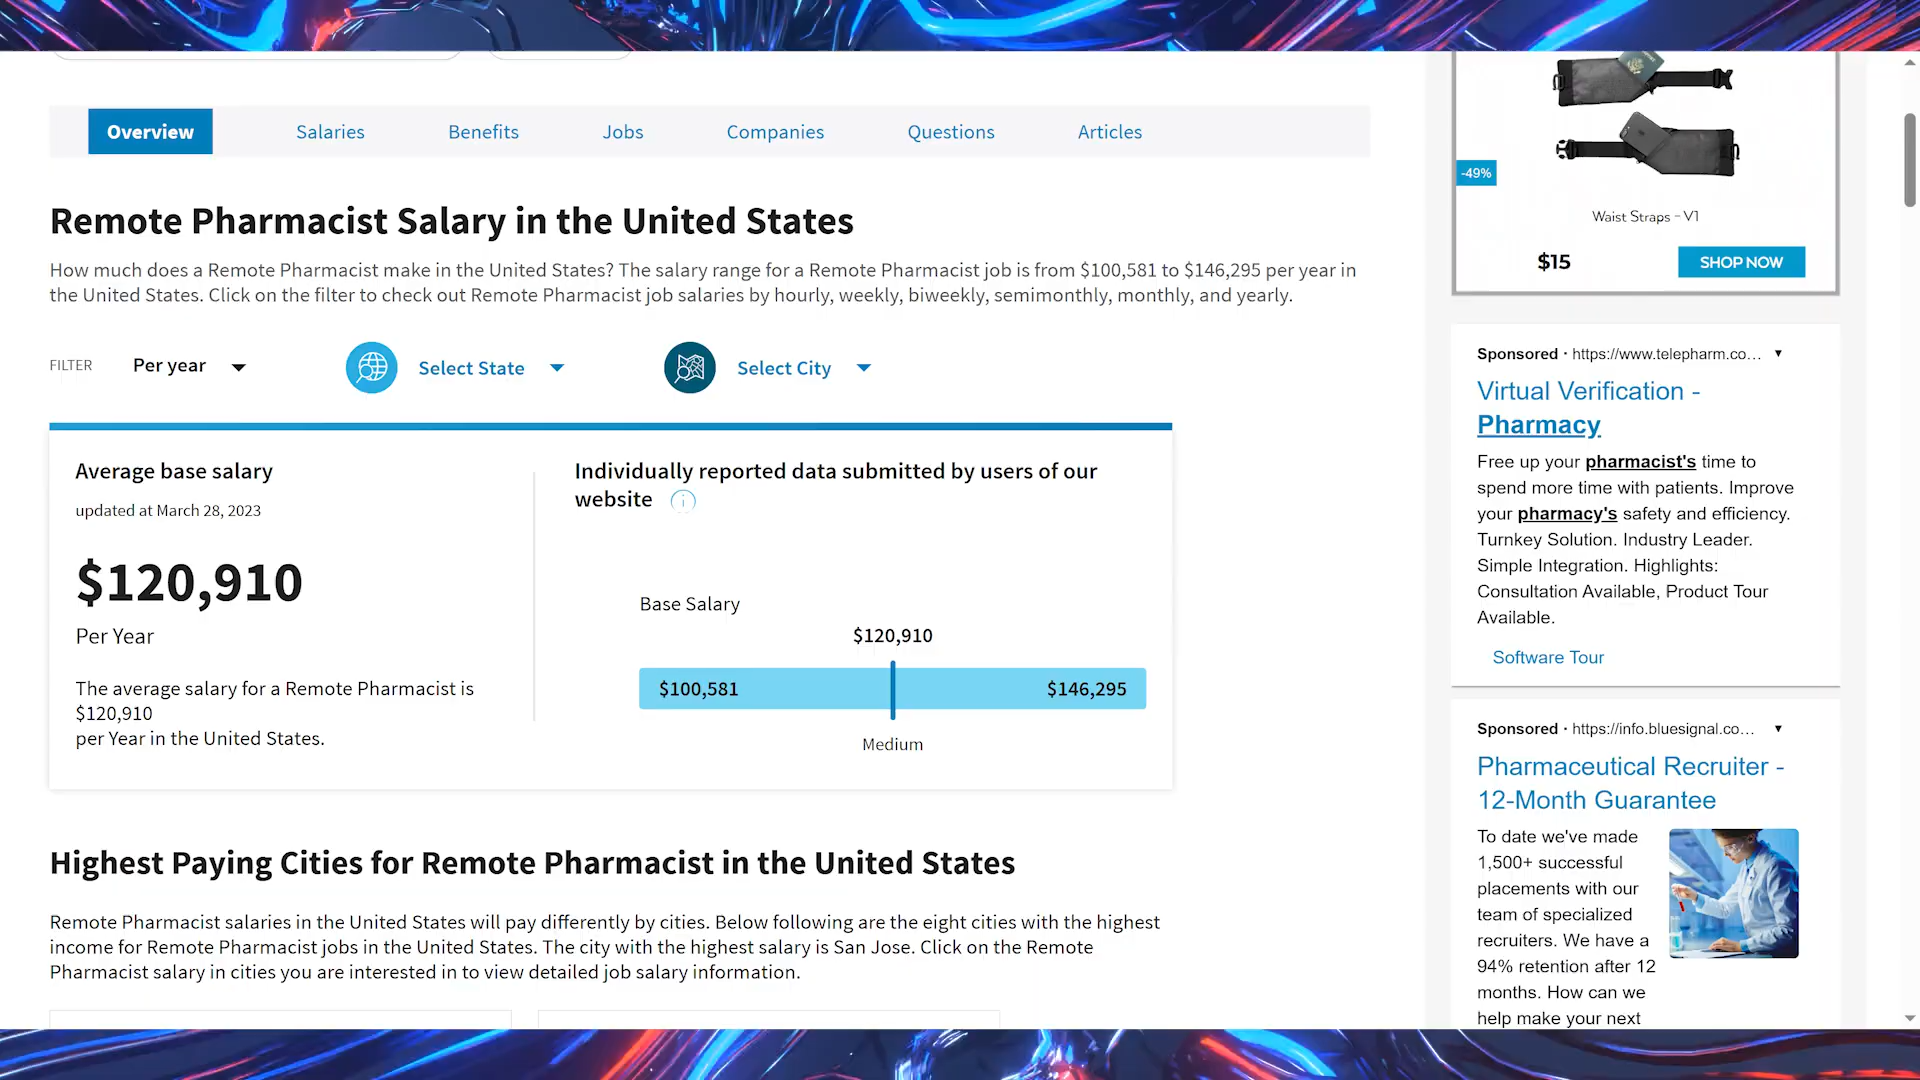 Overview
Salaries
Benefits
Jobs
Companies
Questions
Articles
Remote Pharmacist Salary in the United States
How much does a Remote Pharmacist make in the United States? The salary range for a Remote Pharmacist job is from $100,581 to $146,295 per year in
the United States. Click on the filter to check out Remote Pharmacist job salaries by hourly, weekly, biweekly, semimonthly, monthly, and yearly.
FILTER
Per year
Select State
Select City
Average base salary
updated at March 28, 2023
$120,910
Per Year
The average salary for a Remote Pharmacist is
$120,910
per Year in the United States.
Individually reported data submitted by users of our
website
Base Salary
$120,910
$100,581
$146,295
Medium
Highest Paying Cities for Remote Pharmacist in the United States
Remote Pharmacist salaries in the United States will pay differently by cities. Below following are the eight cities with the highest
income for Remote Pharmacist jobs in the United States. The city with the highest salary is San Jose. Click on the Remote
Pharmacist salary in cities you are interested in to view detailed job salary information.
-49%
Waist Straps – V1
$15
SHOP NOW
Sponsored · https://www.telepharm.co...
Virtual Verification -
Pharmacy
Free up your pharmacist's time to
spend more time with patients. Improve
your pharmacy's safety and efficiency.
Turnkey Solution. Industry Leader.
Simple Integration. Highlights:
Consultation Available, Product Tour
Available.
Software Tour
Sponsored · https://info.bluesignal.co...
Pharmaceutical Recruiter -
12-Month Guarantee
To date we've made
1,500+ successful
placements with our
team of specialized
recruiters. We have a
94% retention after 12
months. How can we
help make your next